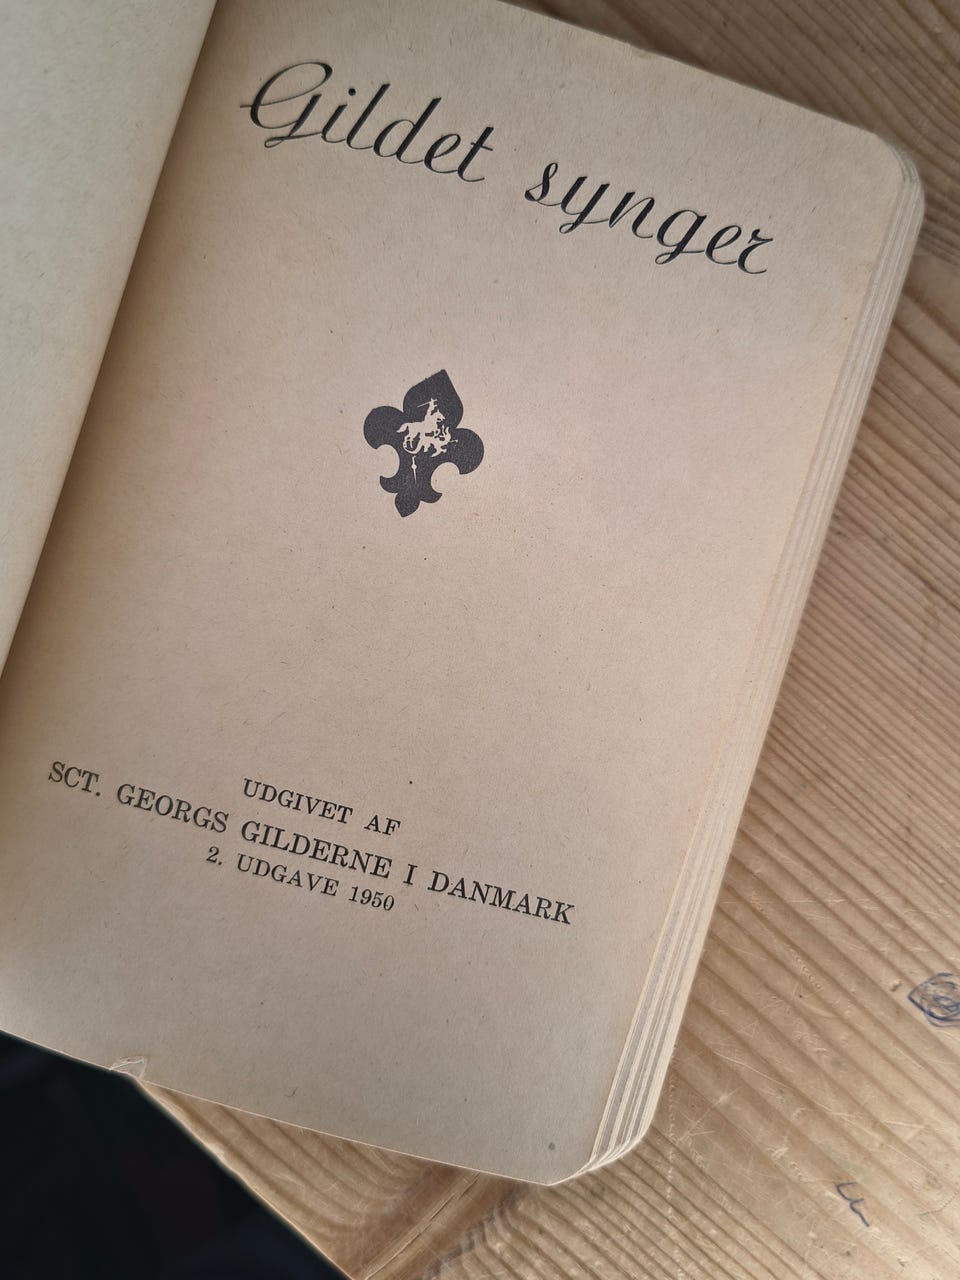 Gildet synger
UDGIVET AF
SCT. GEORGS GILDERNE I DANMARK
2. UDGAVE 1950